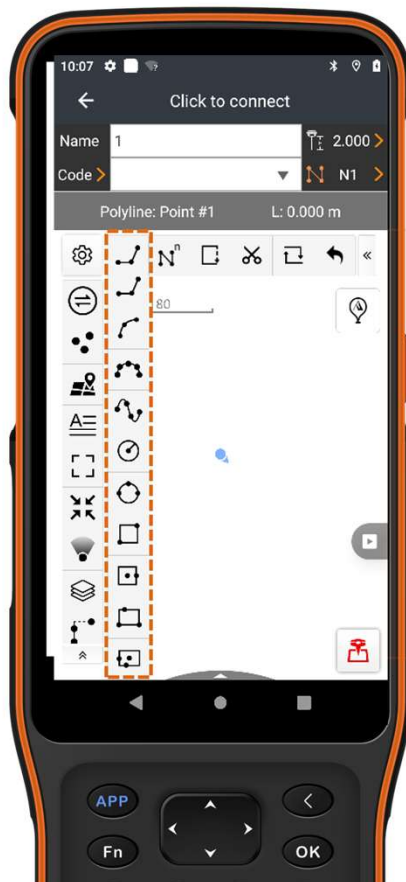 10:07
Click to connect
Name 1 2.000 >
Code > N1 >
Polyline: Point #1 L: 0.000 m
Nⁿ «
80
A
APP <
Fn OK